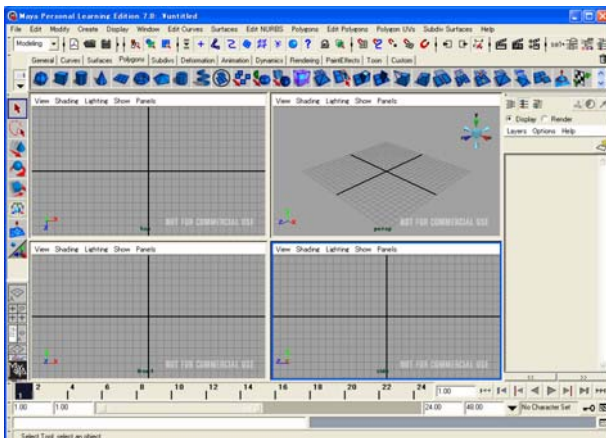 Maya Personal Learning Edition 7.0 - \untitled
File Edit Modify Create Display Window Edit Curves Surfaces Edit NURBS Polygons Edit Polygons Polygon UVs Subdiv Surfaces Help
Modeling
General Curves Surfaces Polygons Subdivs Deformation Animation Dynamics Rendering PaintEffects Toon Custom
View Shading Lighting Show Panels
View Shading Lighting Show Panels
Display Render
Layers Options Help
NOT FOR COMMERCIAL USE
top
NOT FOR COMMERCIAL USE
persp
View Shading Lighting Show Panels
View Shading Lighting Show Panels
NOT FOR COMMERCIAL USE
front
NOT FOR COMMERCIAL USE
side
1 2 4 6 8 10 12 14 16 18 20 22 24 1.00
1.00 1.00 24.00 48.00 No Character Set
Select Tool: select an object